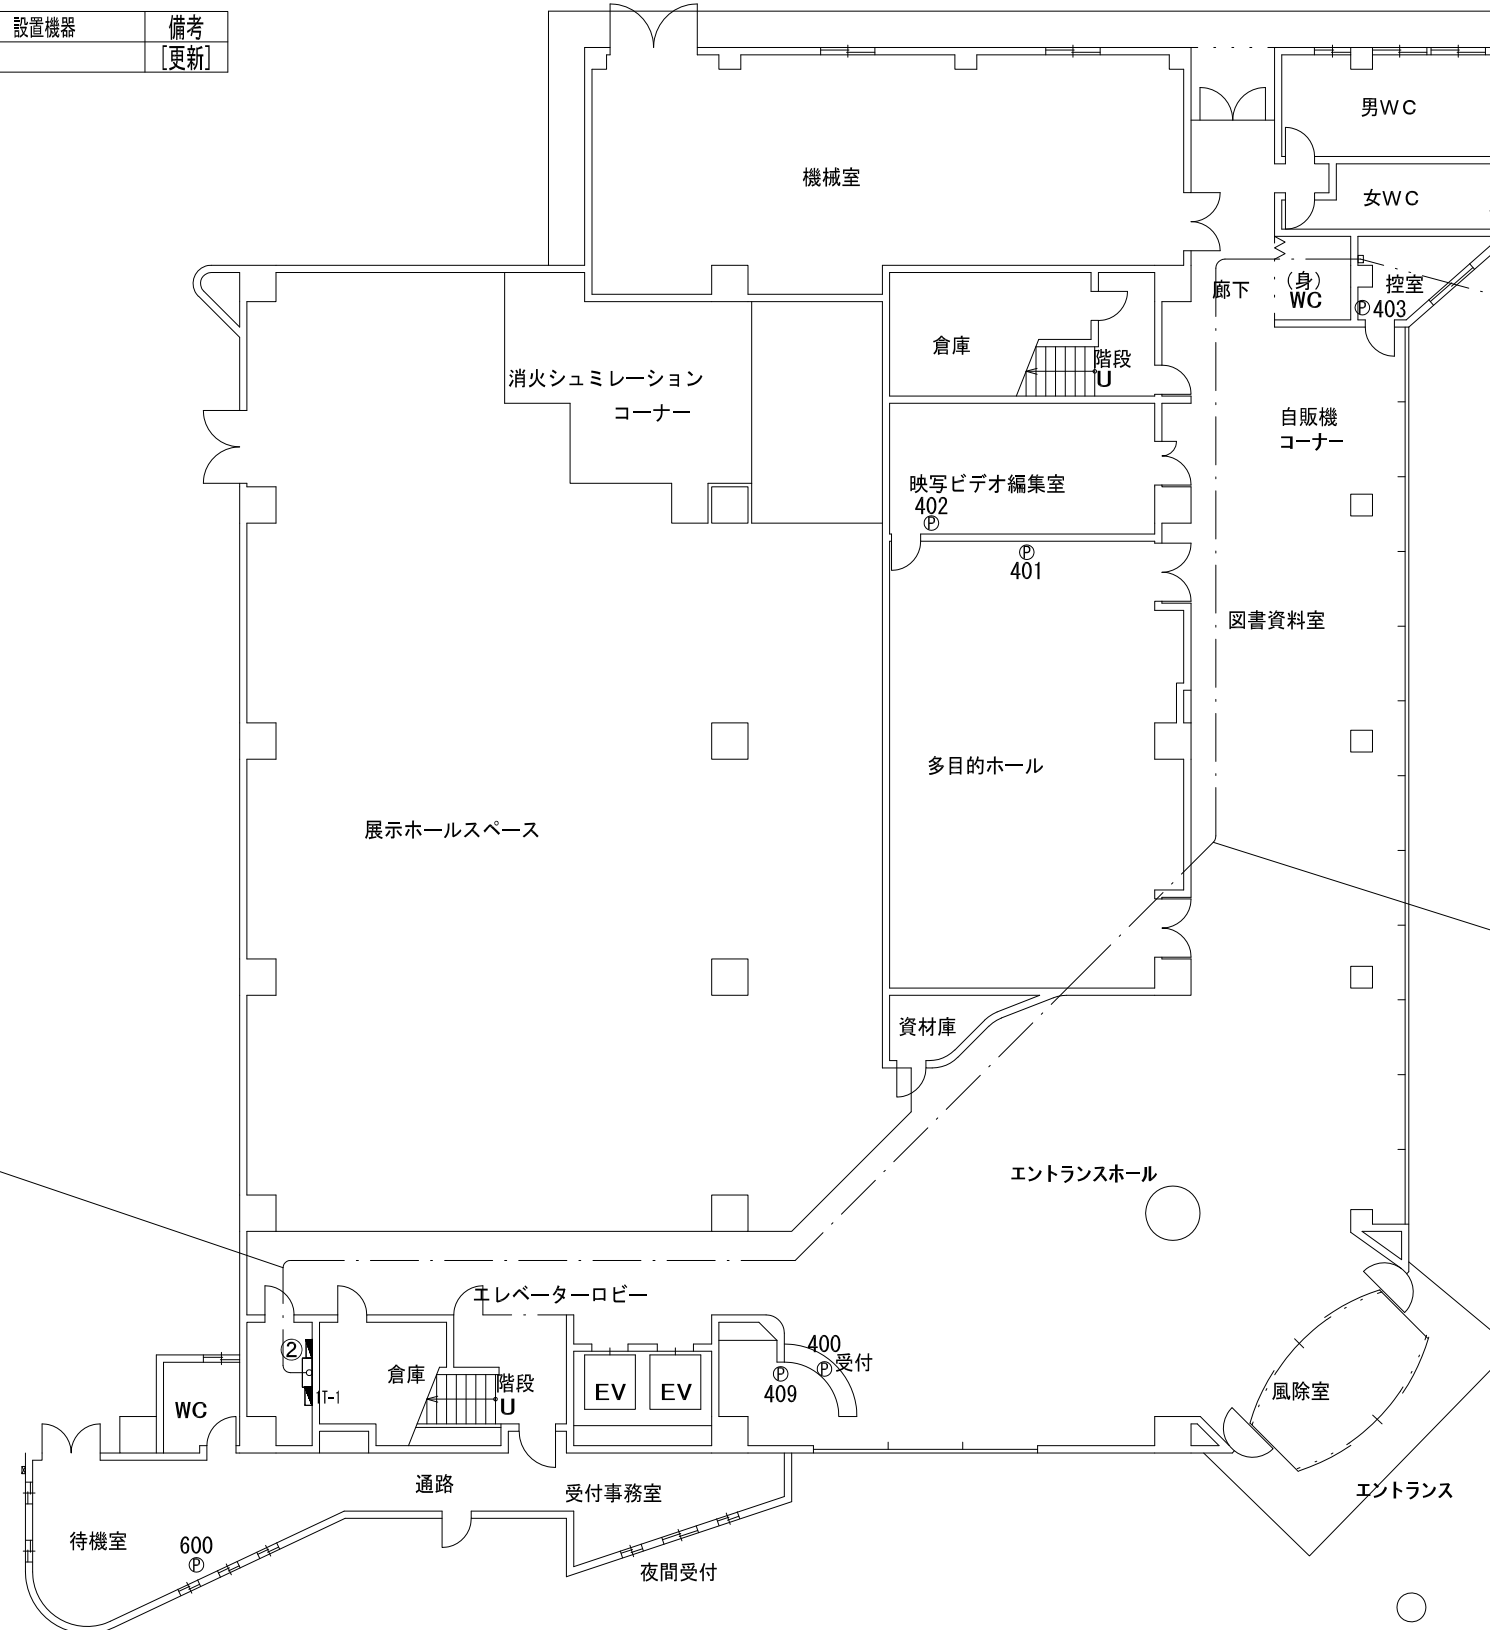 設置機器 備考
[更新]
男WC
機械室
女WC
(身)
WC
廊下
控室
Ⓟ403
倉庫
階段
U
消火シュミレーション
コーナー
自販機
コーナー
映写ビデオ編集室
402
Ⓟ
Ⓟ
401
図書資料室
多目的ホール
展示ホールスペース
資材庫
エントランスホール
エレベーターロビー
②
1T-1
倉庫
階段
U
EV EV
400
Ⓟ受付
Ⓟ
409
風除室
WC
通路
受付事務室
エントランス
待機室
600
Ⓟ
夜間受付